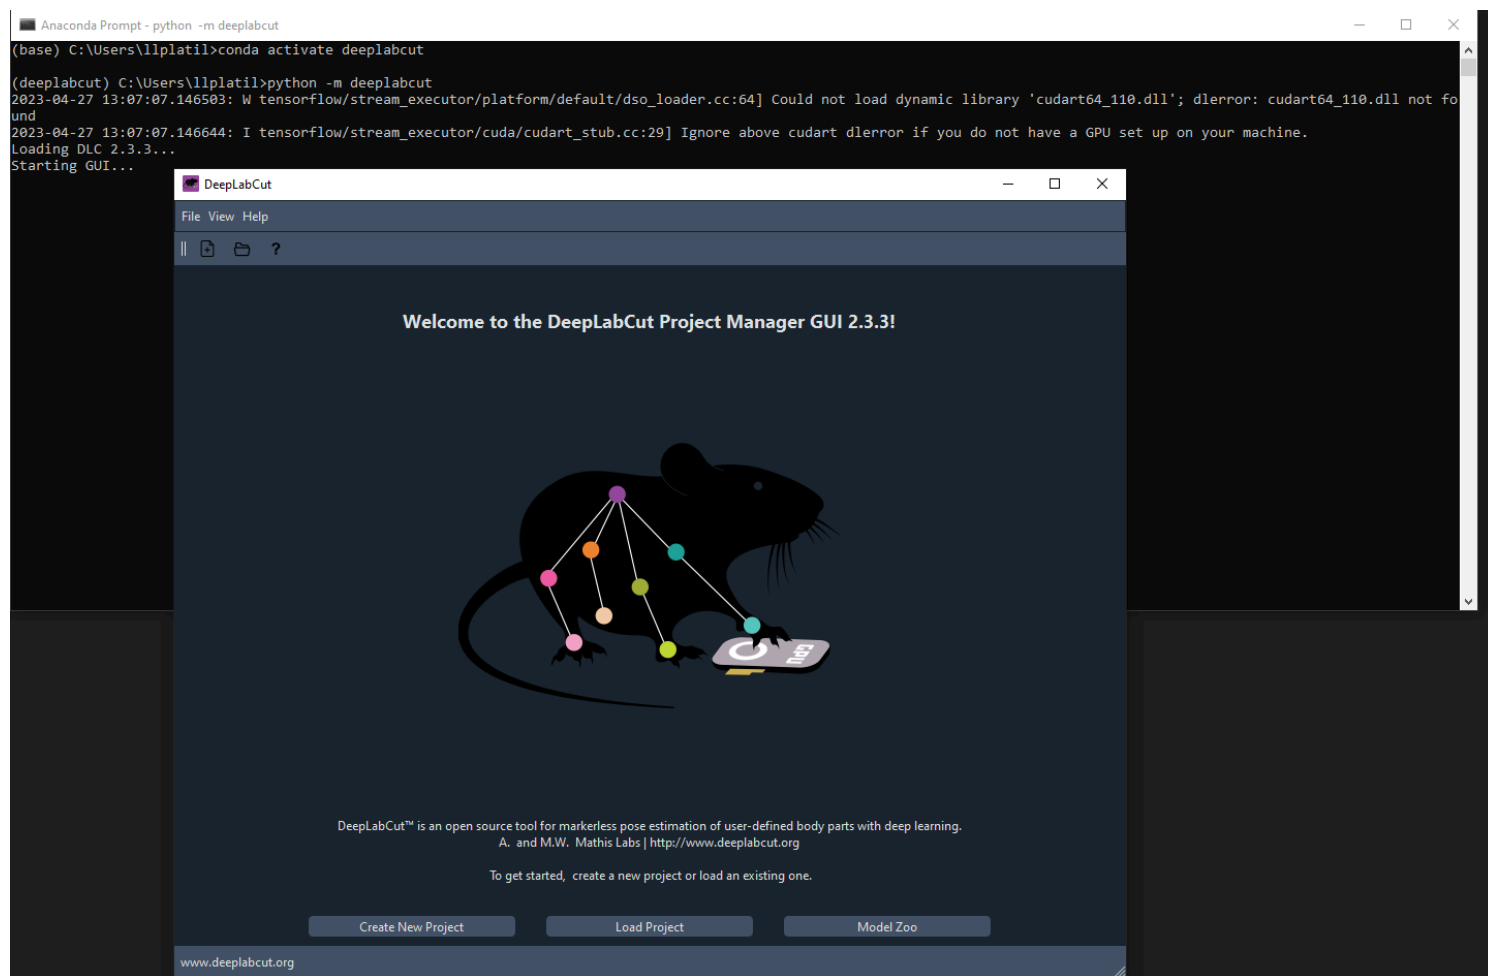 Anaconda Prompt - python  -m deeplabcut
(base) C:\Users\llplatil>conda activate deeplabcut
(deeplabcut) C:\Users\llplatil>python -m deeplabcut
2023-04-27 13:07:07.146503: W tensorflow/stream_executor/platform/default/dso_loader.cc:64] Could not load dynamic library 'cudart64_110.dll'; dlerror: cudart64_110.dll not fo
und
2023-04-27 13:07:07.146644: I tensorflow/stream_executor/cuda/cudart_stub.cc:29] Ignore above cudart dlerror if you do not have a GPU set up on your machine.
Loading DLC 2.3.3...
Starting GUI...
DeepLabCut
File View Help
?
Welcome to the DeepLabCut Project Manager GUI 2.3.3!
GPU
DeepLabCut™ is an open source tool for markerless pose estimation of user-defined body parts with deep learning.
A.  and M.W.  Mathis Labs | http://www.deeplabcut.org
To get started,  create a new project or load an existing one.
Create New Project
Load Project
Model Zoo
www.deeplabcut.org